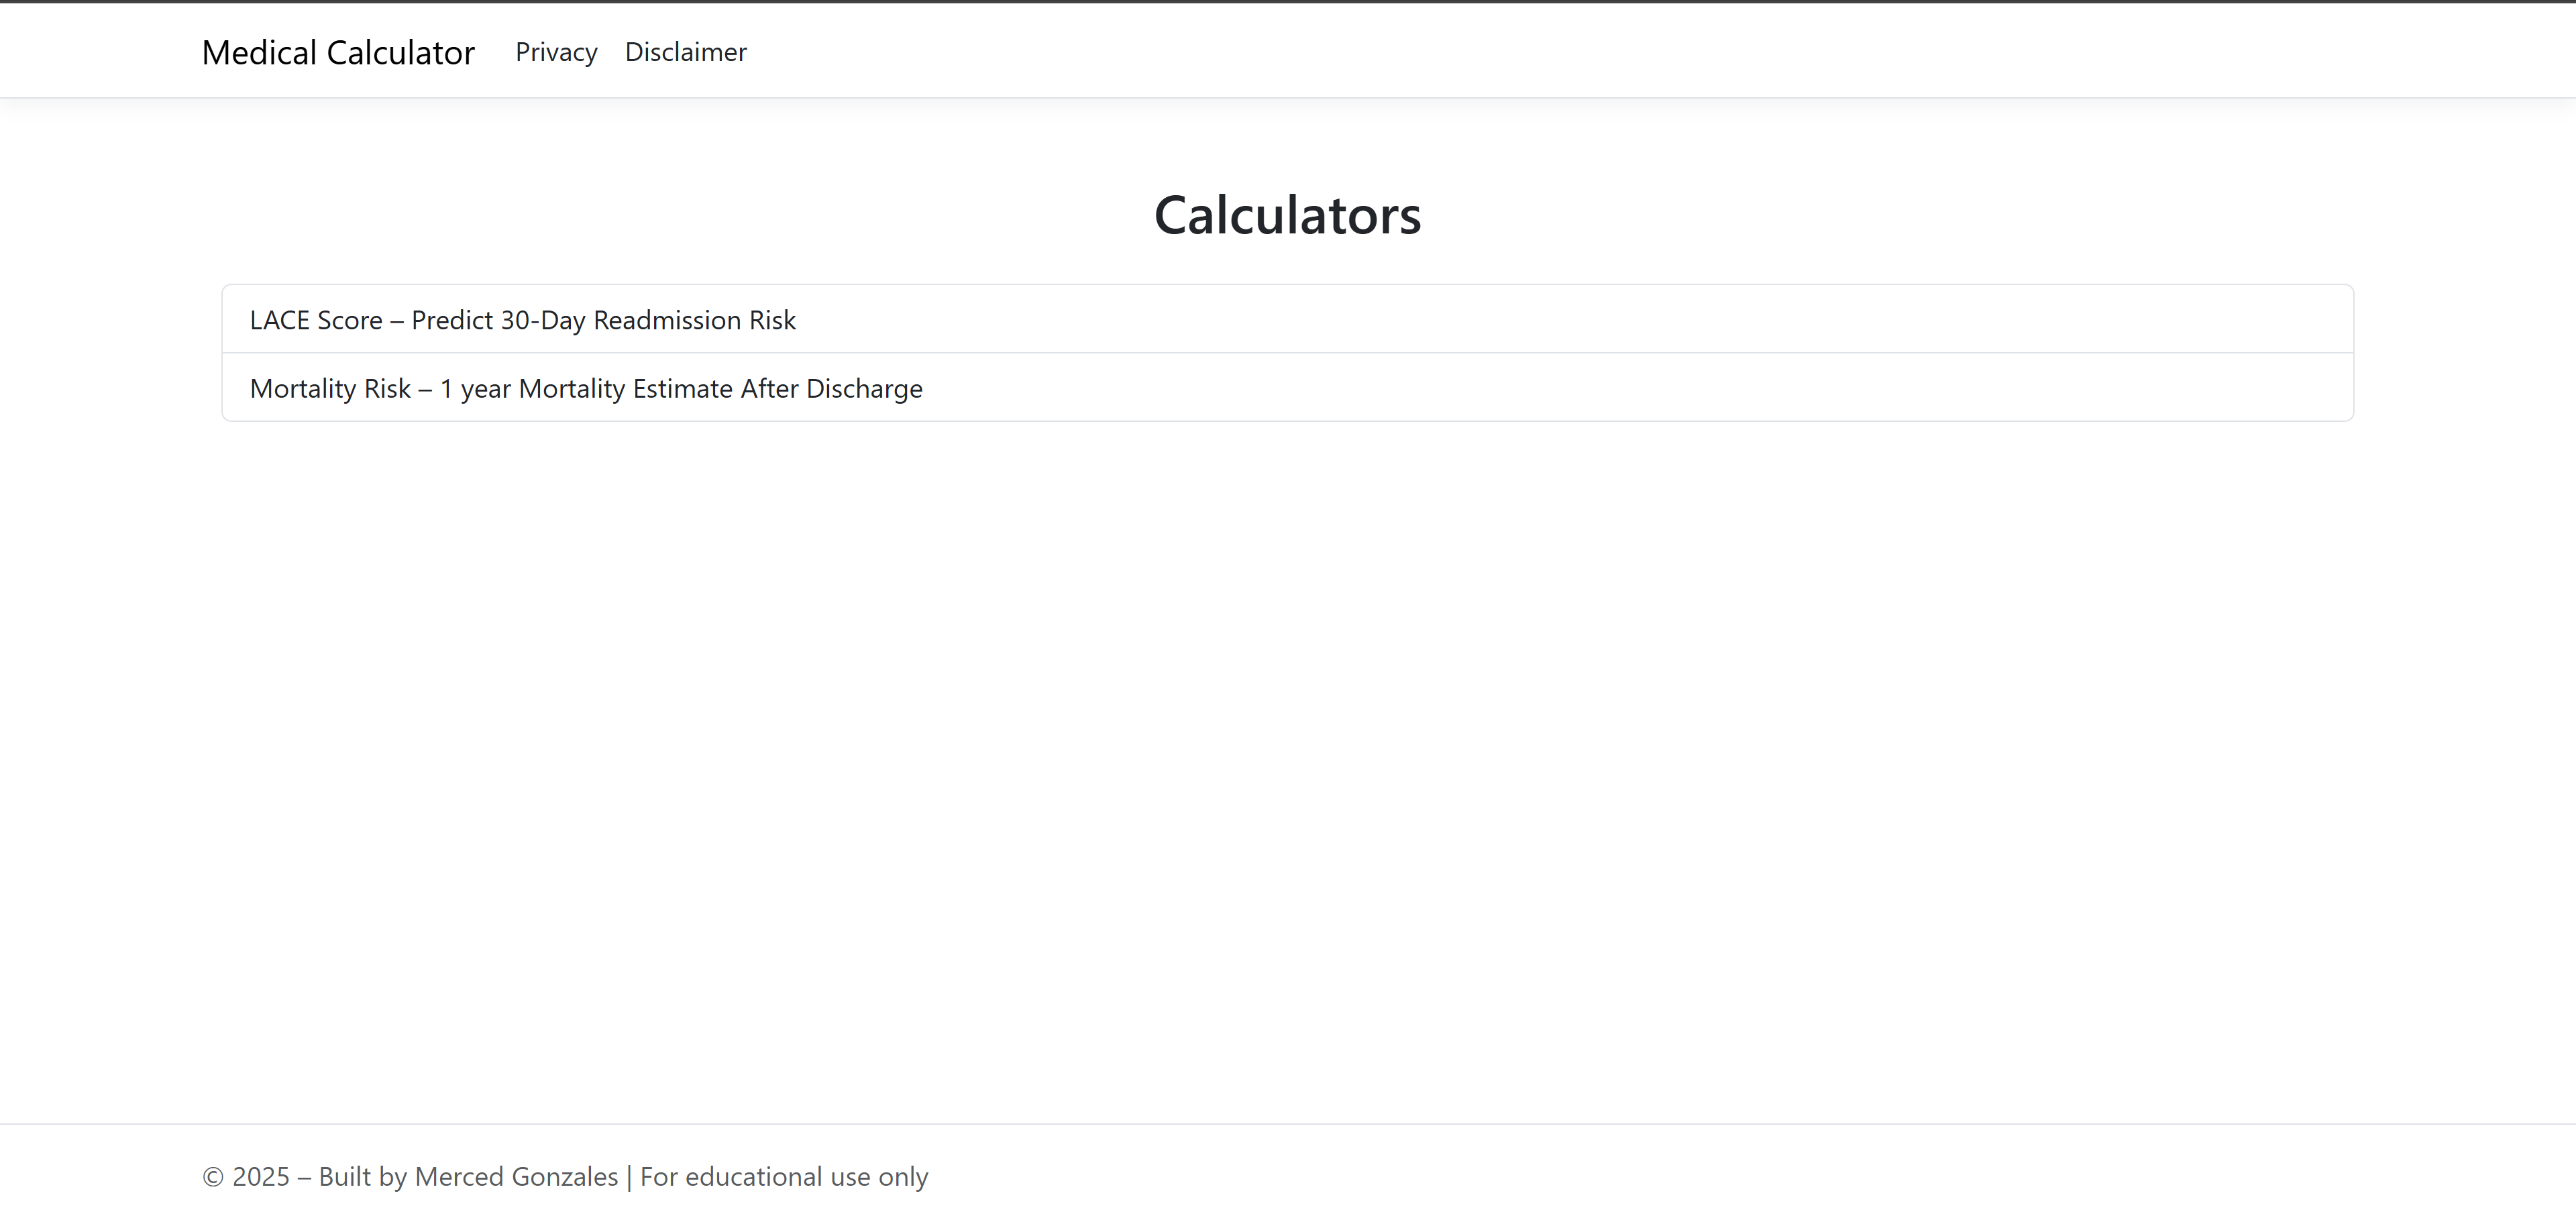 Medical Calculator Privacy Disclaimer
Calculators
LACE Score – Predict 30-Day Readmission Risk
Mortality Risk – 1 year Mortality Estimate After Discharge
© 2025 – Built by Merced Gonzales | For educational use only